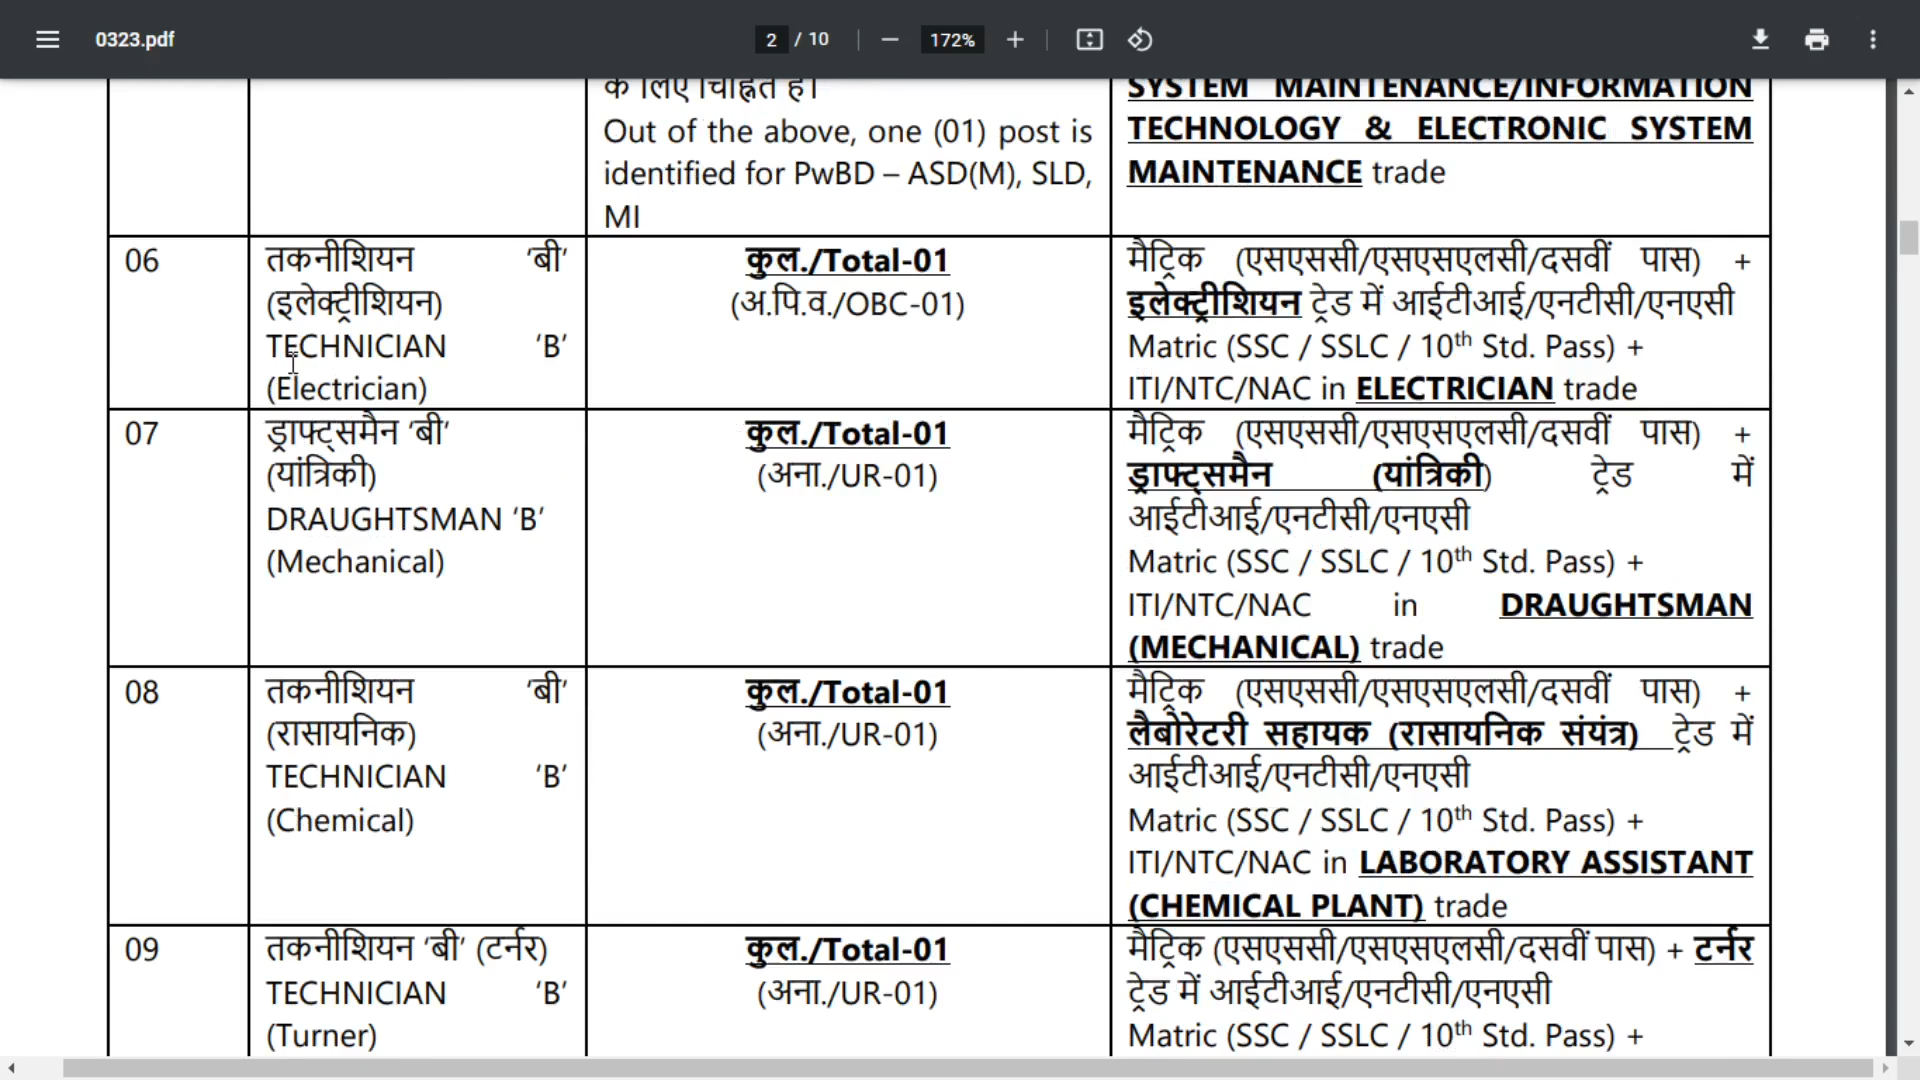 0323.pdf
2 / 10
172%
के लिए चिह्नित है।
Out of the above, one (01) post is
identified for PwBD – ASD(M), SLD,
MI
SYSTEM MAINTENANCE/INFORMATION
TECHNOLOGY & ELECTRONIC SYSTEM
MAINTENANCE trade
06
तकनीशियन 'बी'
(इलेक्ट्रीशियन)
TECHNICIAN 'B'
(Electrician)
कुल./Total-01
(अ.पि.व./OBC-01)
मैट्रिक (एसएससी/एसएसएलसी/दसवीं पास) +
इलेक्ट्रीशियन ट्रेड में आईटीआई/एनटीसी/एनएसी
Matric (SSC / SSLC / 10th Std. Pass) +
ITI/NTC/NAC in ELECTRICIAN trade
07
ड्राफ्ट्समैन 'बी'
(यांत्रिकी)
DRAUGHTSMAN 'B'
(Mechanical)
कुल./Total-01
(अना./UR-01)
मैट्रिक (एसएससी/एसएसएलसी/दसवीं पास) +
ड्राफ्ट्समैन (यांत्रिकी) ट्रेड में
आईटीआई/एनटीसी/एनएसी
Matric (SSC / SSLC / 10th Std. Pass) +
ITI/NTC/NAC in DRAUGHTSMAN
(MECHANICAL) trade
08
तकनीशियन 'बी'
(रासायनिक)
TECHNICIAN 'B'
(Chemical)
कुल./Total-01
(अना./UR-01)
मैट्रिक (एसएससी/एसएसएलसी/दसवीं पास) +
लैबोरेटरी सहायक (रासायनिक संयंत्र) ट्रेड में
आईटीआई/एनटीसी/एनएसी
Matric (SSC / SSLC / 10th Std. Pass) +
ITI/NTC/NAC in LABORATORY ASSISTANT
(CHEMICAL PLANT) trade
09
तकनीशियन 'बी' (टर्नर)
TECHNICIAN 'B'
(Turner)
कुल./Total-01
(अना./UR-01)
मैट्रिक (एसएससी/एसएसएलसी/दसवीं पास) + टर्नर
ट्रेड में आईटीआई/एनटीसी/एनएसी
Matric (SSC / SSLC / 10th Std. Pass) +